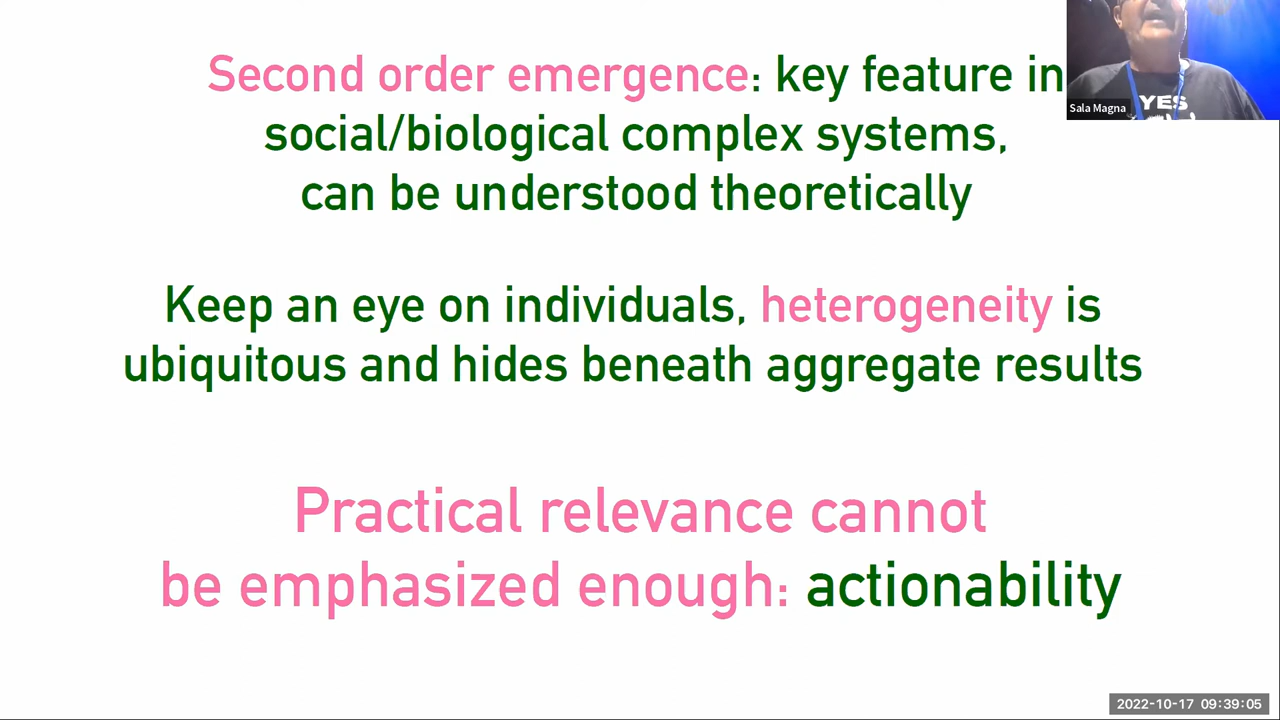 Second order emergence: key feature in
social/biological complex systems,
can be understood theoretically
Keep an eye on individuals, heterogeneity is
ubiquitous and hides beneath aggregate results
Practical relevance cannot
be emphasized enough: actionability
Sala Magna
YES
2022-10-17 09:39:05